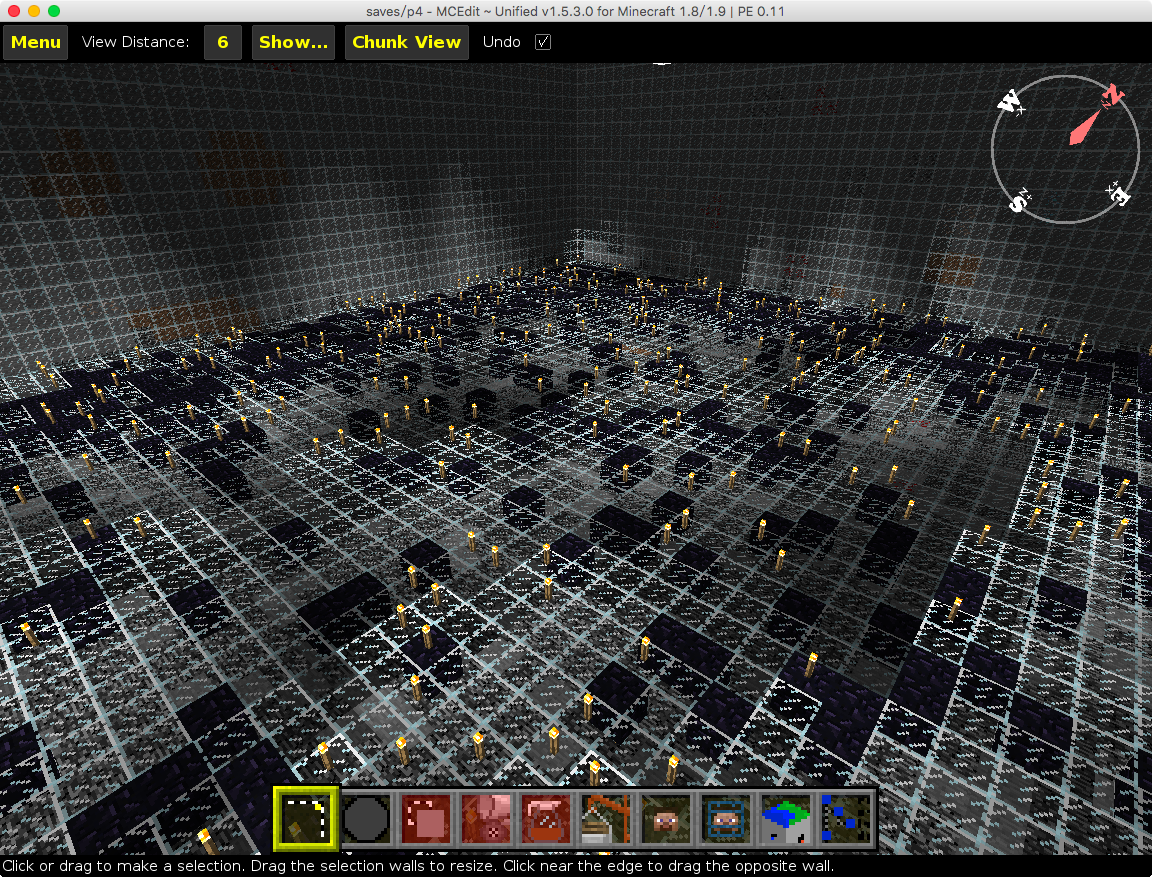 saves/p4 - MCEdit ~ Unified v1.5.3.0 for Minecraft 1.8/1.9 | PE 0.11
Menu View Distance: 6 Show... Chunk View Undo
W N
S E
Click or drag to make a selection. Drag the selection walls to resize. Click near the edge to drag the opposite wall.